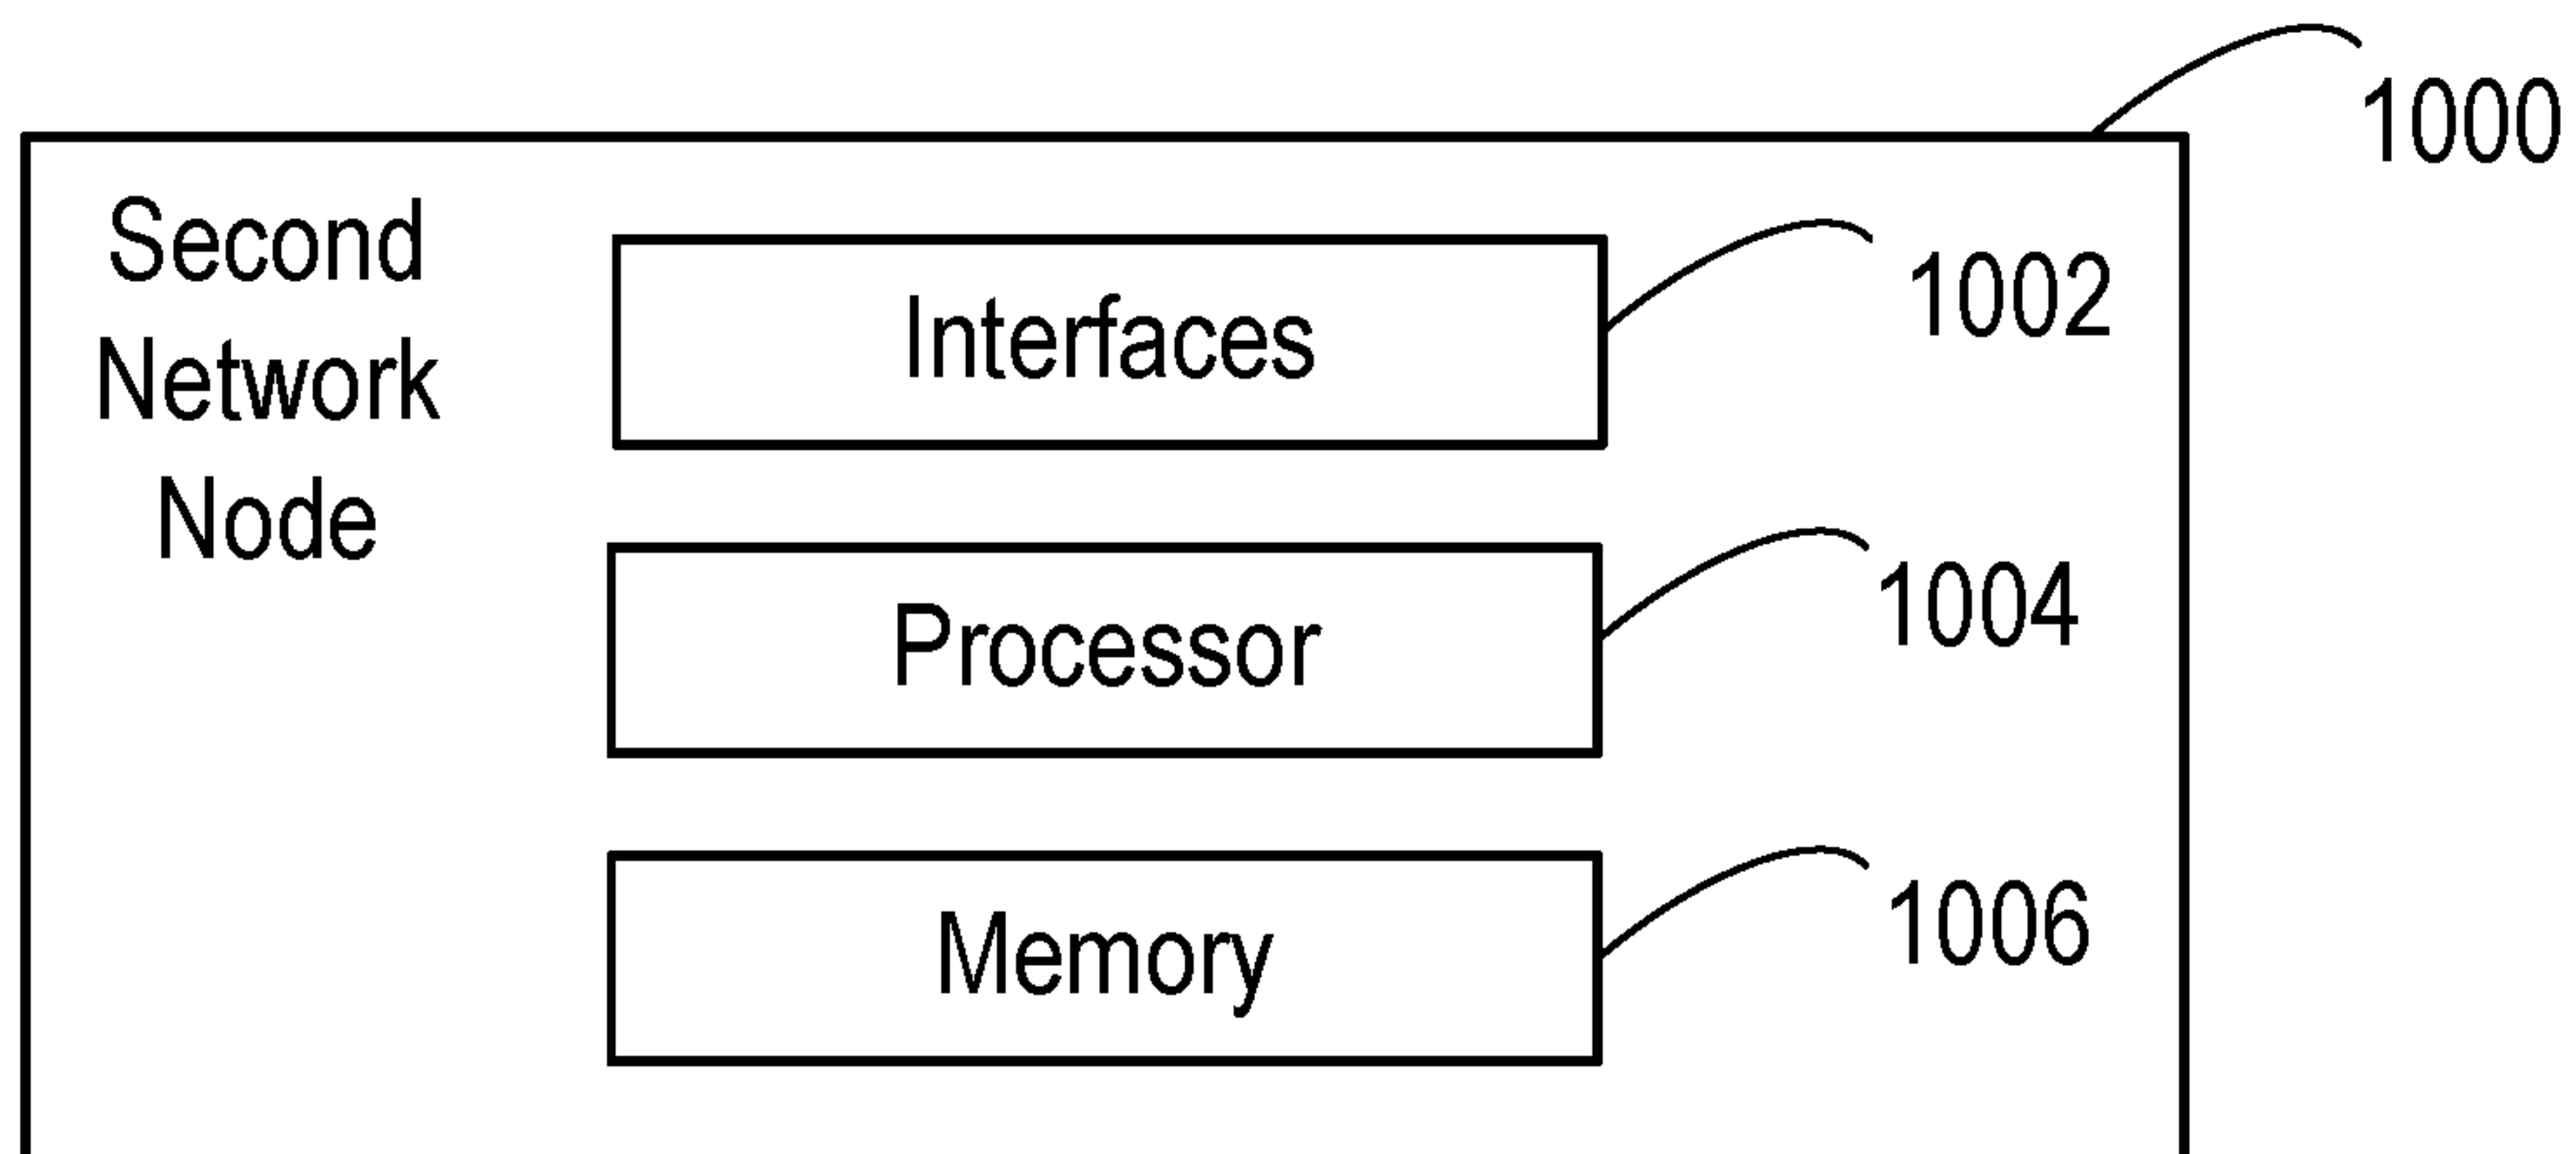 1000
Second
Network
Node
Interfaces
1002
Processor
1004
Memory
1006